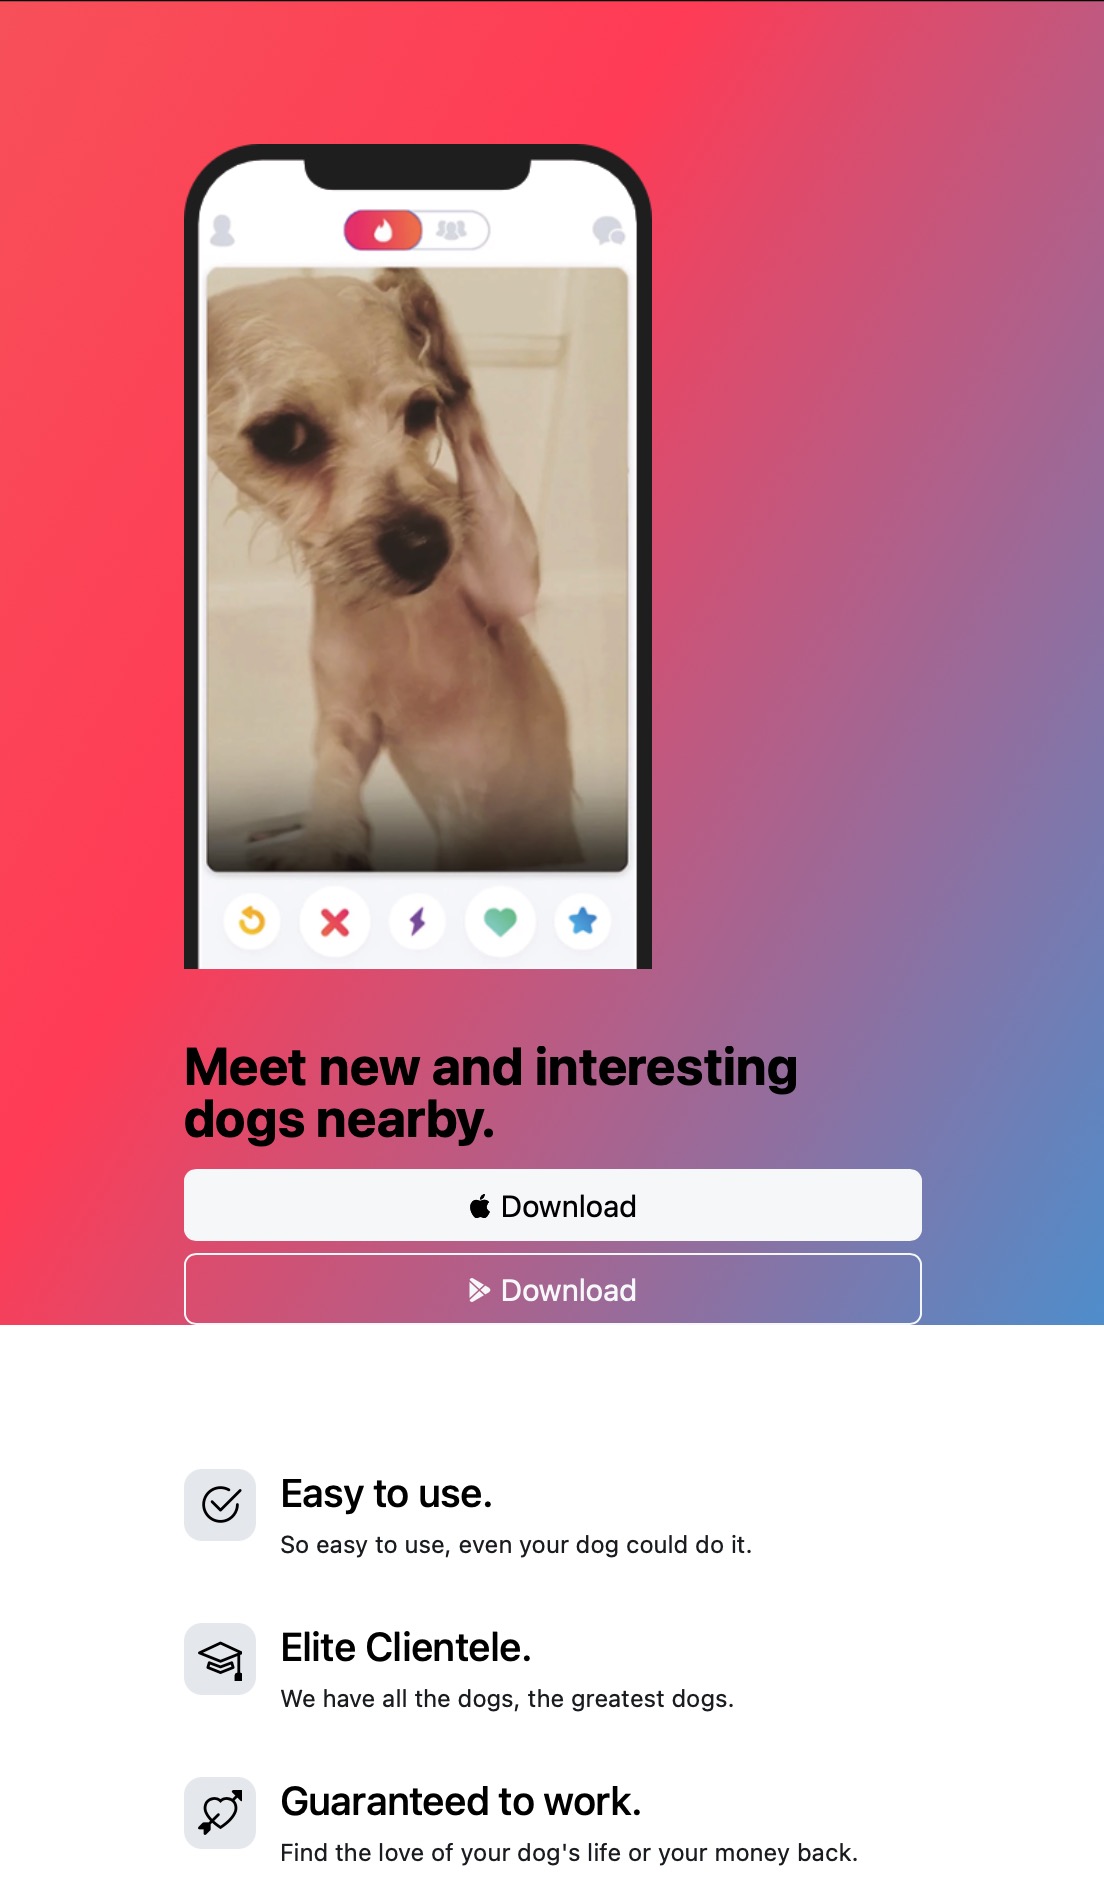 Meet new and interesting
dogs nearby.
Download
Download
Easy to use.
So easy to use, even your dog could do it.
Elite Clientele.
We have all the dogs, the greatest dogs.
Guaranteed to work.
Find the love of your dog's life or your money back.